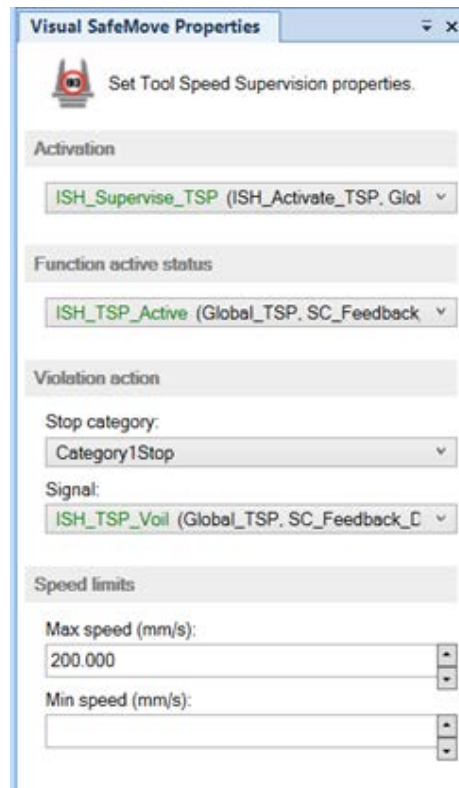 Visual SafeMove Properties
Set Tool Speed Supervision properties.
Activation
ISH_Supervise_TSP (ISH_Activate_TSP, Glol
Function active status
ISH_TSP_Active (Global_TSP, SC_Feedback,
Violation action
Stop category:
Category1Stop
Signal:
ISH_TSP_Voil (Global_TSP, SC_Feedback_D
Speed limits
Max speed (mm/s):
200.000
Min speed (mm/s):